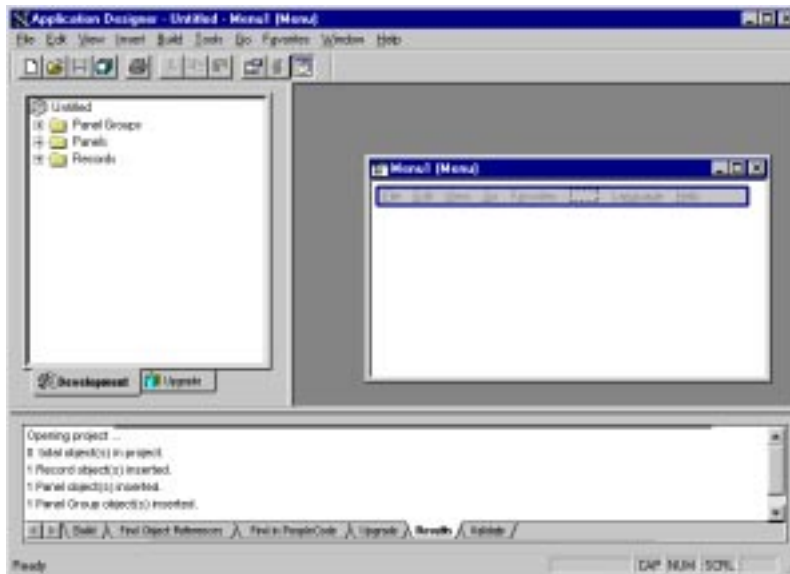 Application Designer - Untitled - Menu1 (Menu)
File Edit View Insert Build Tools Go Favorites Window Help
Untitled
Panel Groups
Panels
Records
Menu1 (Menu)
File Edit View Go Favorites Language Help
Development Upgrade
Opening project ...
0 total object(s) in project.
1 Record object(s) inserted.
1 Panel object(s) inserted.
1 Panel Group object(s) inserted.
Build Find Object References Find in PeopleCode Upgrade Results Validate
Ready CAP NUM SCRL